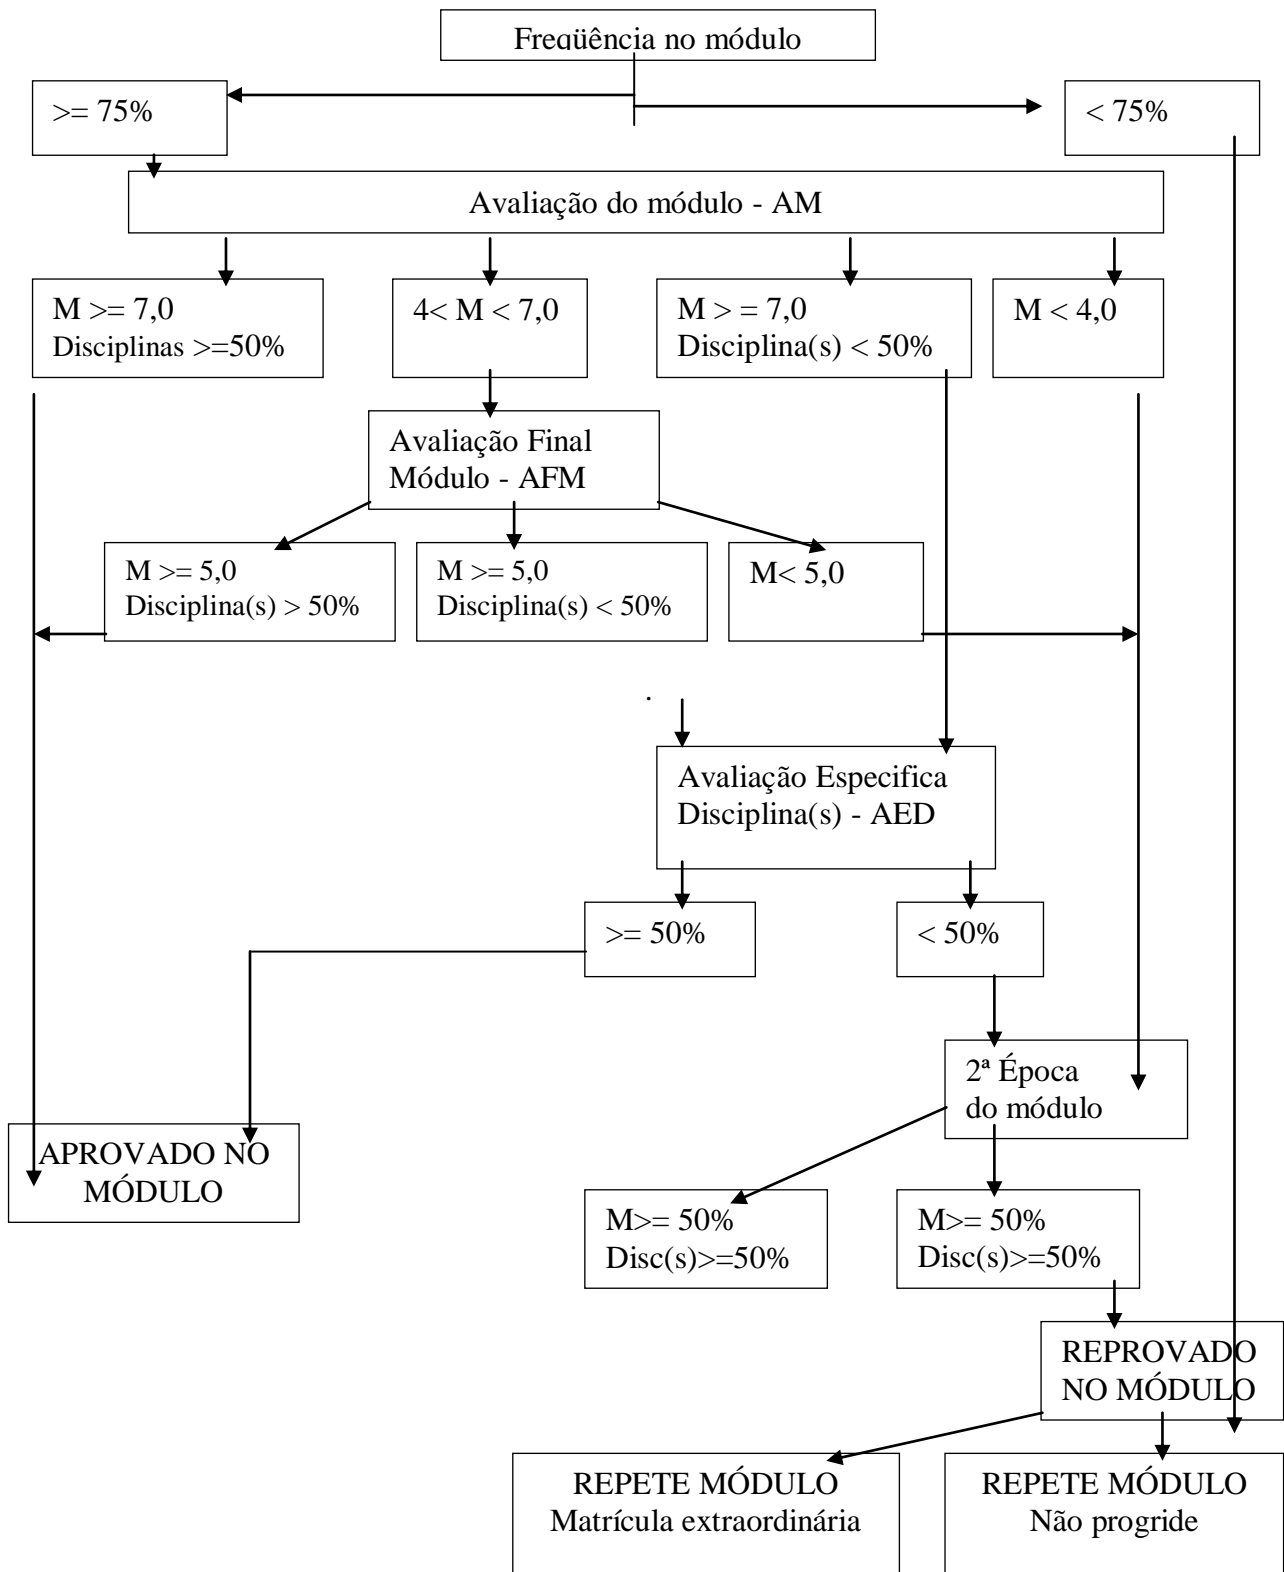 Freqüência no módulo
>= 75%
< 75%
Avaliação do módulo - AM
M >= 7,0
Disciplinas >=50%
4< M < 7,0
M > = 7,0
Disciplina(s) < 50%
M < 4,0
Avaliação Final
Módulo - AFM
M >= 5,0
Disciplina(s) > 50%
M >= 5,0
Disciplina(s) < 50%
M< 5,0
.
Avaliação Especifica
Disciplina(s) - AED
>= 50%
< 50%
2ª Época
do módulo
APROVADO NO
MÓDULO
M>= 50%
Disc(s)>=50%
M>= 50%
Disc(s)>=50%
REPROVADO
NO MÓDULO
REPETE MÓDULO
Matrícula extraordinária
REPETE MÓDULO
Não progride